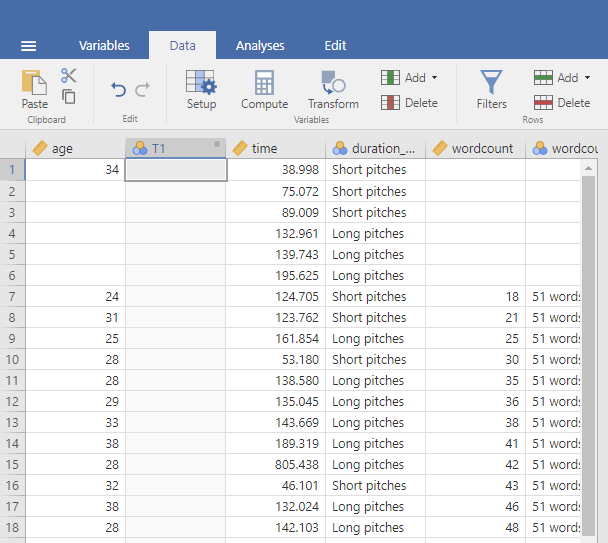 Variables Data Analyses Edit
Paste Setup Compute Transform Add Delete Filters Add Delete
Clipboard Edit Variables Rows
age T1 time duration_... wordcount wordcou
1 34 38.998 Short pitches
2 75.072 Short pitches
3 89.009 Short pitches
4 132.961 Long pitches
5 139.743 Long pitches
6 195.625 Long pitches
7 24 124.705 Short pitches 18 51 words
8 31 123.762 Short pitches 21 51 words
9 25 161.854 Long pitches 25 51 words
10 28 53.180 Short pitches 30 51 words
11 28 138.580 Long pitches 35 51 words
12 29 135.045 Long pitches 36 51 words
13 33 143.669 Long pitches 38 51 words
14 38 189.319 Long pitches 41 51 words
15 28 805.438 Long pitches 42 51 words
16 32 46.101 Short pitches 43 51 words
17 38 132.024 Long pitches 46 51 words
18 28 142.103 Long pitches 48 51 words